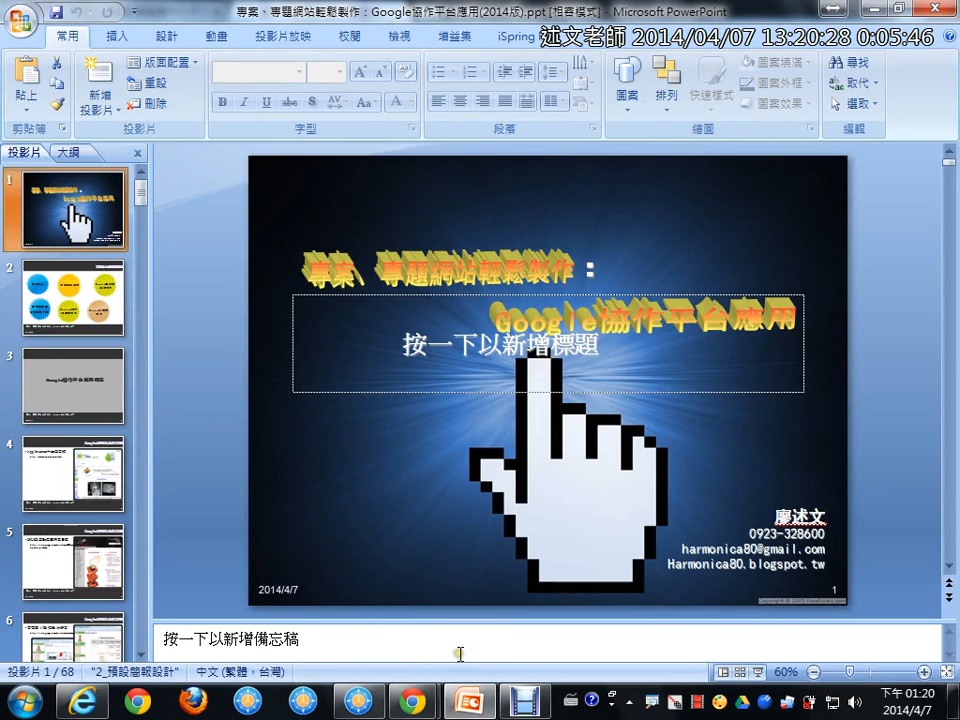 專案、專題網站輕鬆製作：Google協作平台應用(2014版).ppt [相容模式] - Microsoft PowerPoint
常用 插入 設計 動畫 投影片放映 校閱 檢視 增益集 iSpring
述文老師 2014/04/07 13:20:28 0:05:46
貼上 新增投影片 版面配置 重設 刪除
圖案 排列 快速樣式 圖案填滿 圖案外框 圖案效果
尋找 取代 選取
剪貼簿 投影片 字型 段落 繪圖 編輯
投影片 大綱
1
2
3
4
5
6
專案、專題網站輕鬆製作：
Google協作平台應用
按一下以新增標題
廖述文
0923-328600
harmonica80@gmail.com
Harmonica80.blogspot.tw
2014/4/7 1
按一下以新增備忘稿
投影片 1 / 68 "2_預設簡報設計" 中文 (繁體，台灣) 60%
下午 01:20
2014/4/7